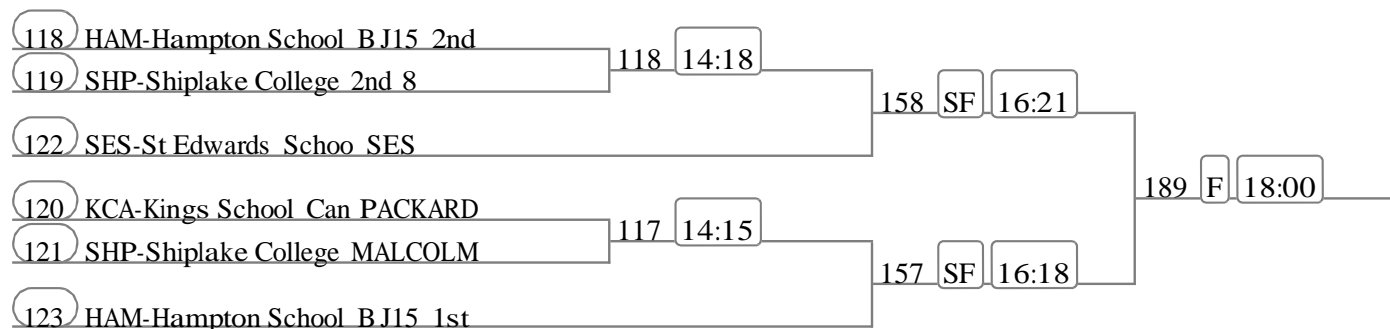 118 HAM-Hampton School BJ15 2nd
118 14:18
119 SHP-Shiplake College 2nd 8
158 SF 16:21
122 SES-St Edwards Schoo SES
189 F 18:00
120 KCA-Kings School Can PACKARD
117 14:15
121 SHP-Shiplake College MALCOLM
157 SF 16:18
123 HAM-Hampton School BJ15 1st